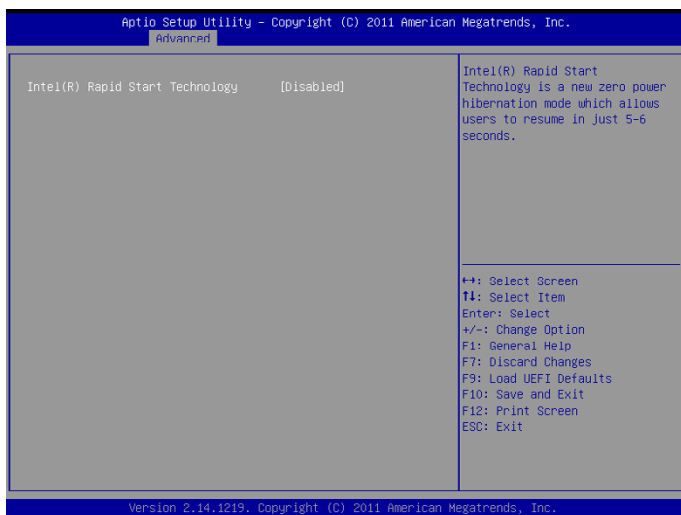 Aptio Setup Utility – Copyright (C) 2011 American Megatrends, Inc.
Advanced
Intel(R) Rapid Start Technology [Disabled]
Intel(R) Rapid Start
Technology is a new zero power
hibernation mode which allows
users to resume in just 5-6
seconds.
↔: Select Screen
↑↓: Select Item
Enter: Select
+/-: Change Option
F1: General Help
F7: Discard Changes
F9: Load UEFI Defaults
F10: Save and Exit
F12: Print Screen
ESC: Exit
Version 2.14.1219. Copyright (C) 2011 American Megatrends, Inc.